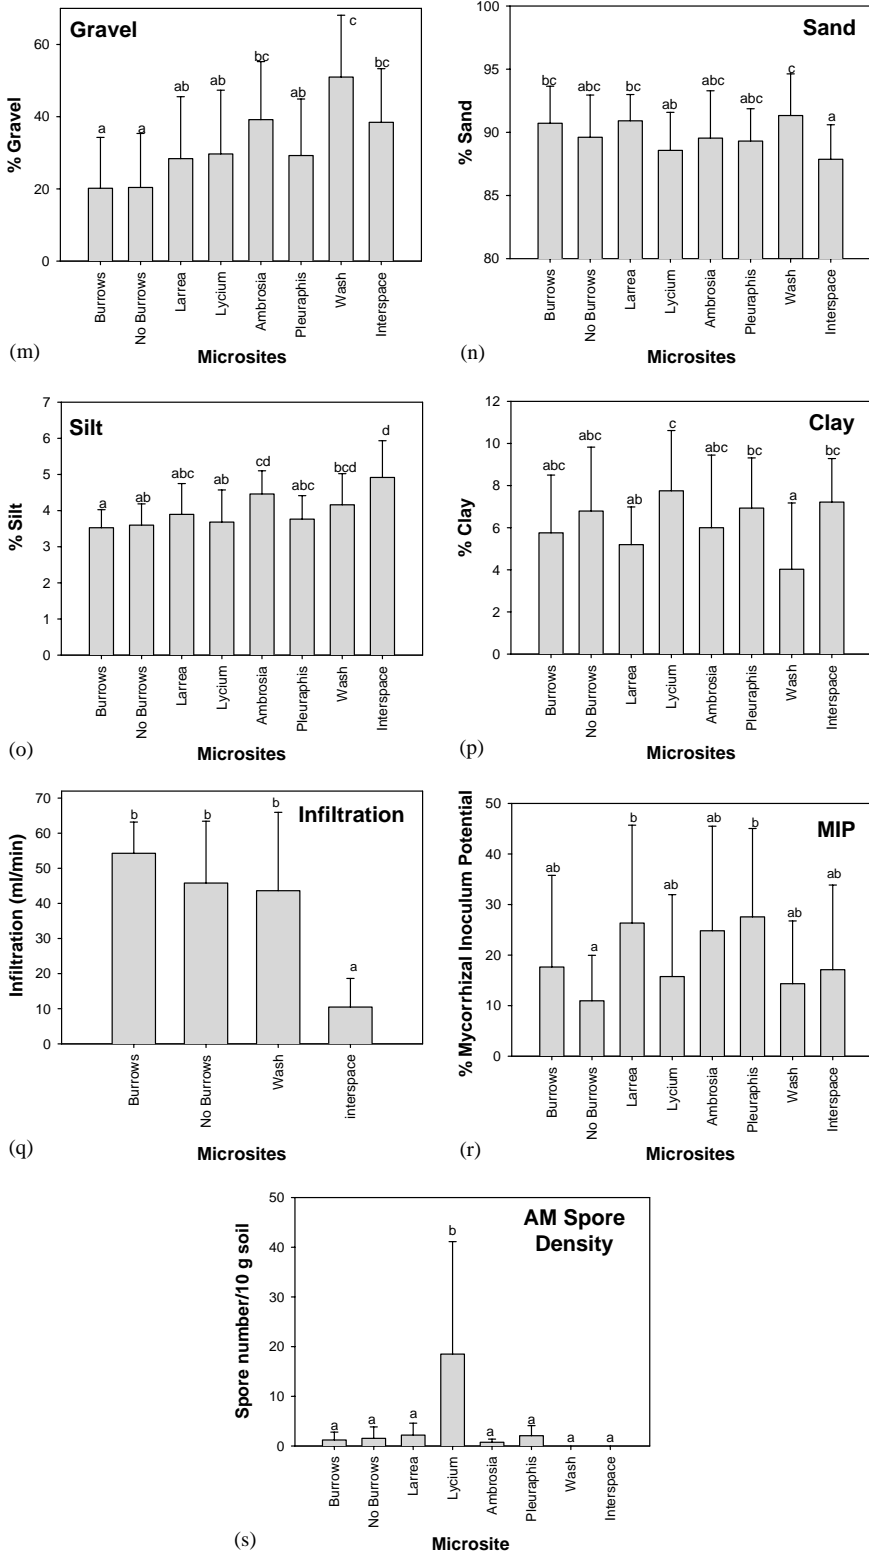 Gravel
% Gravel
60
40
20
0
a
a
ab
ab
bc
ab
c
bc
Burrows
No Burrows
Larrea
Lycium
Ambrosia
Pleuraphis
Wash
Interspace
(m)
Microsites
Sand
% Sand
100
95
90
85
80
bc
abc
bc
ab
abc
abc
c
a
Burrows
No Burrows
Larrea
Lycium
Ambrosia
Pleuraphis
Wash
Interspace
(n)
Microsites
Silt
% Silt
7
6
5
4
3
2
1
0
a
ab
abc
ab
cd
abc
bcd
d
Burrows
No Burrows
Larrea
Lycium
Ambrosia
Pleuraphis
Wash
Interspace
(o)
Microsites
Clay
% Clay
12
10
8
6
4
2
0
abc
abc
ab
c
abc
bc
a
bc
Burrows
No Burrows
Larrea
Lycium
Ambrosia
Pleuraphis
Wash
Interspace
(p)
Microsites
Infiltration
Infiltration (ml/min)
70
60
50
40
30
20
10
0
b
b
b
a
Burrows
No Burrows
Wash
interspace
(q)
Microsites
MIP
% Mycorrhizal Inoculum Potential
50
40
30
20
10
0
ab
a
b
ab
ab
b
ab
ab
Burrows
No Burrows
Larrea
Lycium
Ambrosia
Pleuraphis
Wash
Interspace
(r)
Microsites
AM Spore
Density
Spore number/10 g soil
50
40
30
20
10
0
a
a
a
b
a
a
a
a
Burrows
No Burrows
Larrea
Lycium
Ambrosia
Pleuraphis
Wash
Interspace
(s)
Microsite